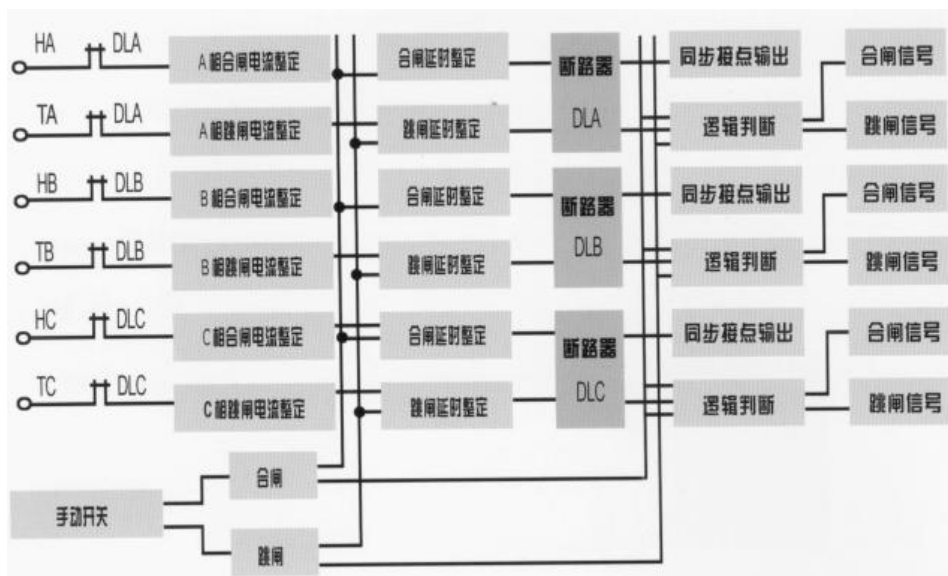 HA DLA A相合闸电流整定 合闸延时整定 断路器 同步接点输出 合闸信号
TA DLA A相跳闸电流整定 跳闸延时整定 DLA 逻辑判断 跳闸信号
HB DLB B相合闸电流整定 合闸延时整定 断路器 同步接点输出 合闸信号
TB DLB B相跳闸电流整定 跳闸延时整定 DLB 逻辑判断 跳闸信号
HC DLC C相合闸电流整定 合闸延时整定 断路器 同步接点输出 合闸信号
TC DLC C相跳闸电流整定 跳闸延时整定 DLC 逻辑判断 跳闸信号
合闸
手动开关
跳闸